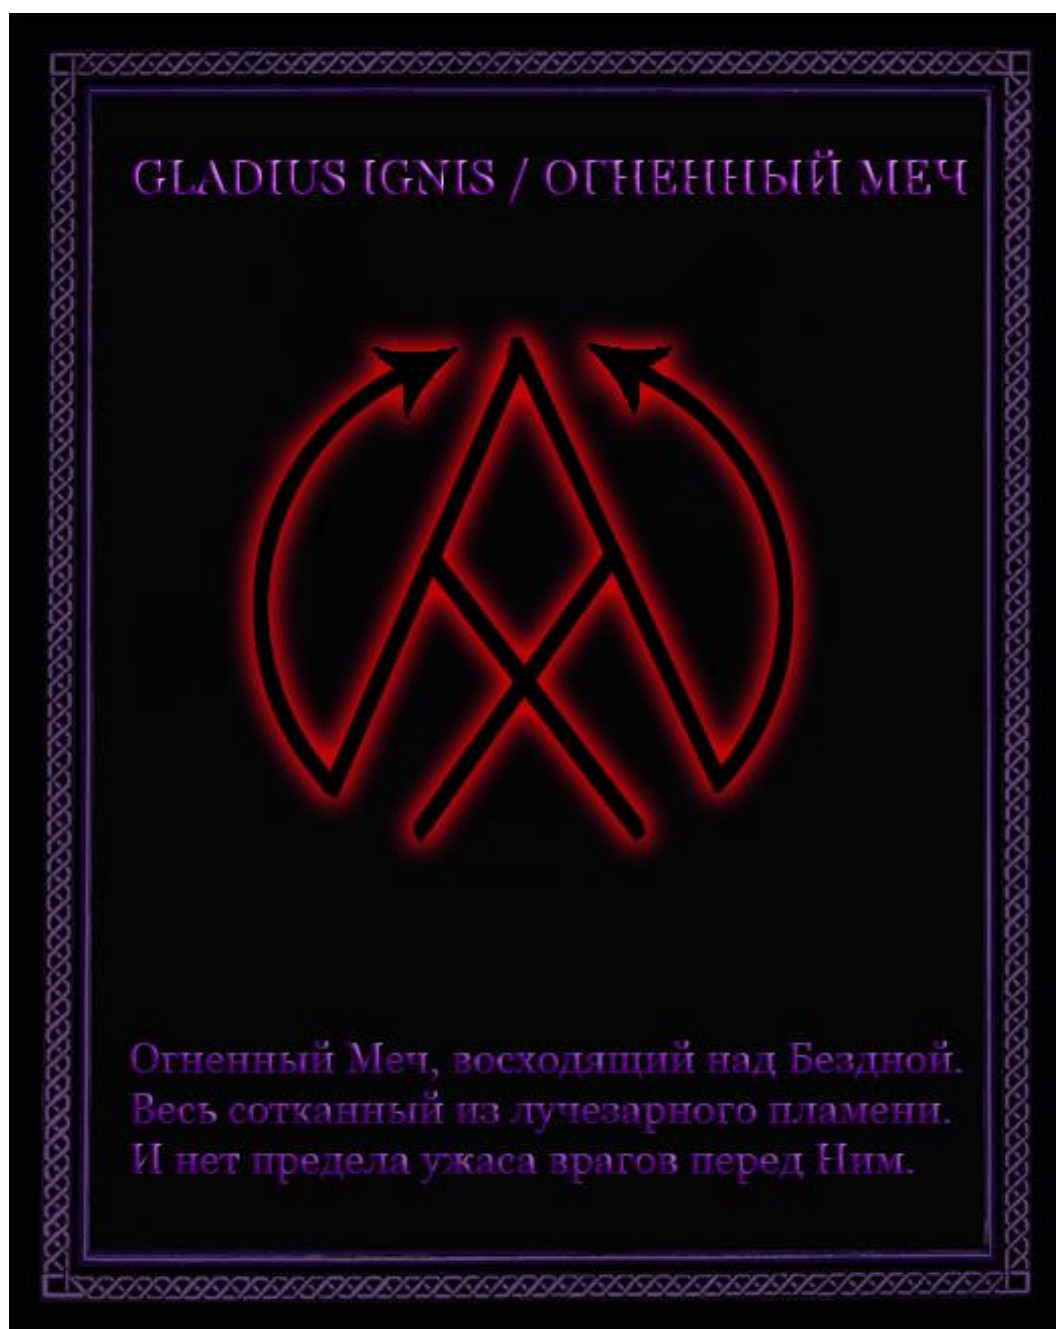 GLADIUS IGNIS / ОГНЕННЫЙ МЕЧ
Огненный Меч, восходящий над Бездной.
Весь сотканный из лучезарного пламени.
И нет предела ужаса врагов перед Ним.